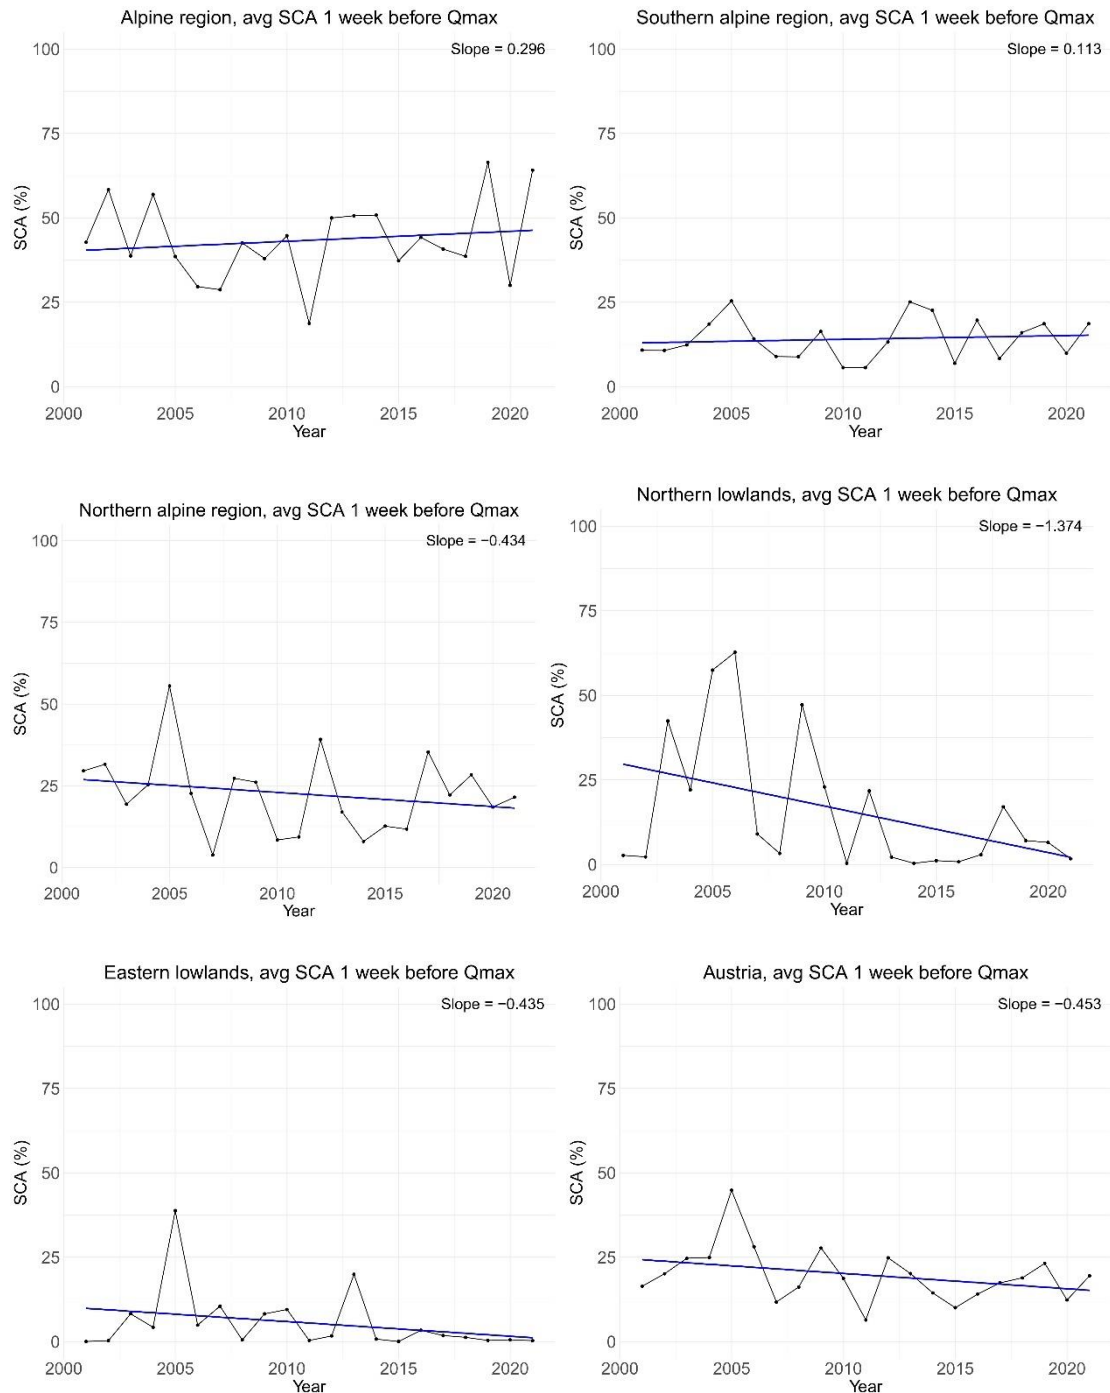 Alpine region, avg SCA 1 week before Qmax
Slope = 0.296
100
75
50
25
0
SCA (%)
2000 2005 2010 2015 2020
Year
Southern alpine region, avg SCA 1 week before Qmax
Slope = 0.113
100
75
50
25
0
SCA (%)
2000 2005 2010 2015 2020
Year
Northern alpine region, avg SCA 1 week before Qmax
Slope = −0.434
100
75
50
25
0
SCA (%)
2000 2005 2010 2015 2020
Year
Northern lowlands, avg SCA 1 week before Qmax
Slope = −1.374
100
75
50
25
0
SCA (%)
2000 2005 2010 2015 2020
Year
Eastern lowlands, avg SCA 1 week before Qmax
Slope = −0.435
100
75
50
25
0
SCA (%)
2000 2005 2010 2015 2020
Year
Austria, avg SCA 1 week before Qmax
Slope = −0.453
100
75
50
25
0
SCA (%)
2000 2005 2010 2015 2020
Year